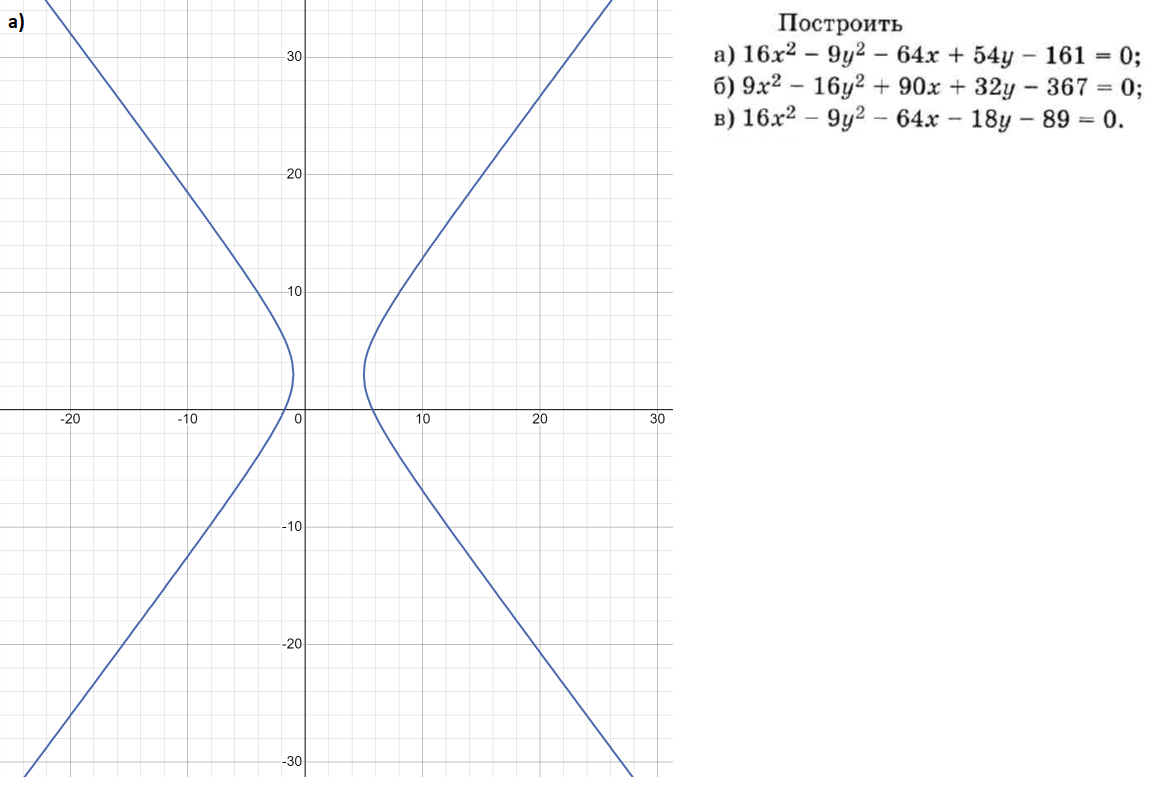 а)
30
20
10
-20
-10
0
10
20
30
-10
-20
-30
Построить
а) 16x² − 9y² − 64x + 54y − 161 = 0;
б) 9x² − 16y² + 90x + 32y − 367 = 0;
в) 16x² − 9y² − 64x − 18y − 89 = 0.